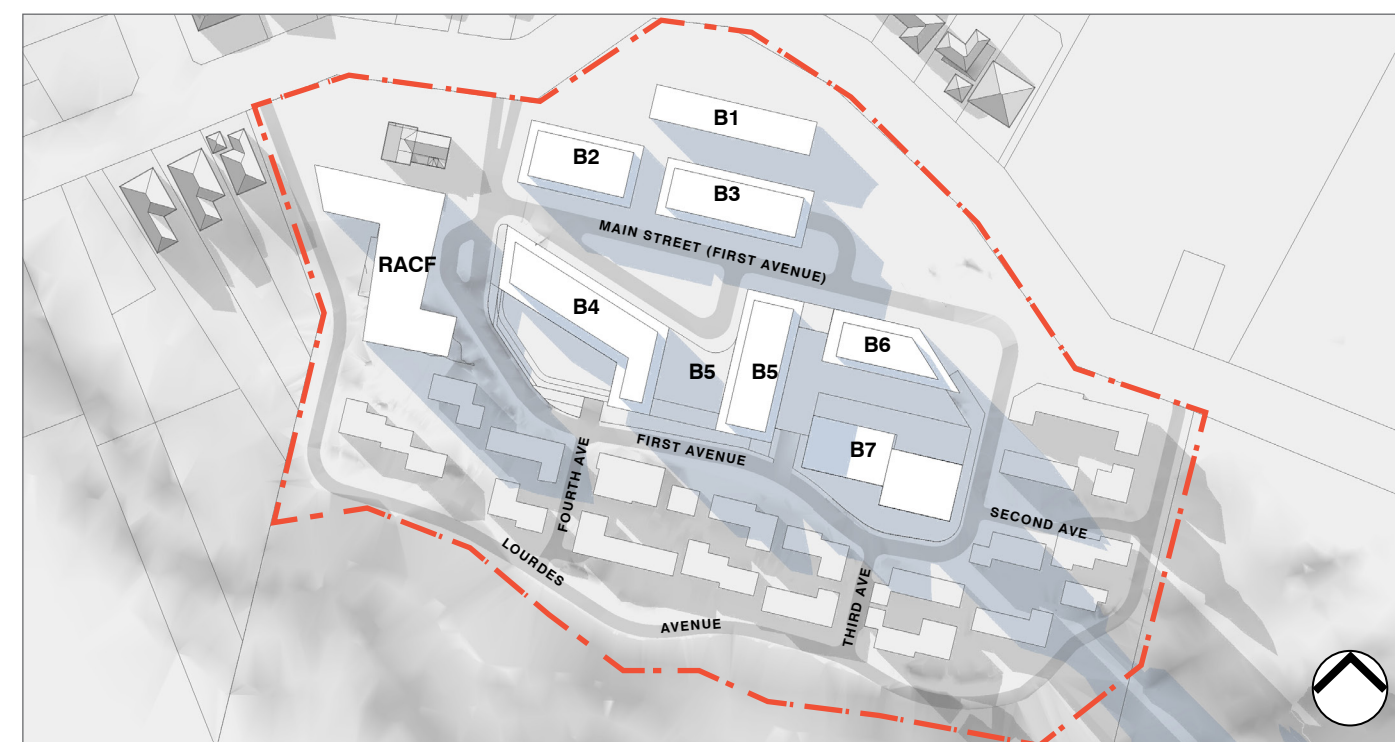 B1
B2
B3
MAIN STREET (FIRST AVENUE)
RACF
B4
B5
B5
B6
B7
FIRST AVENUE
FOURTH AVE
SECOND AVE
LOURDES
AVENUE
THIRD AVE